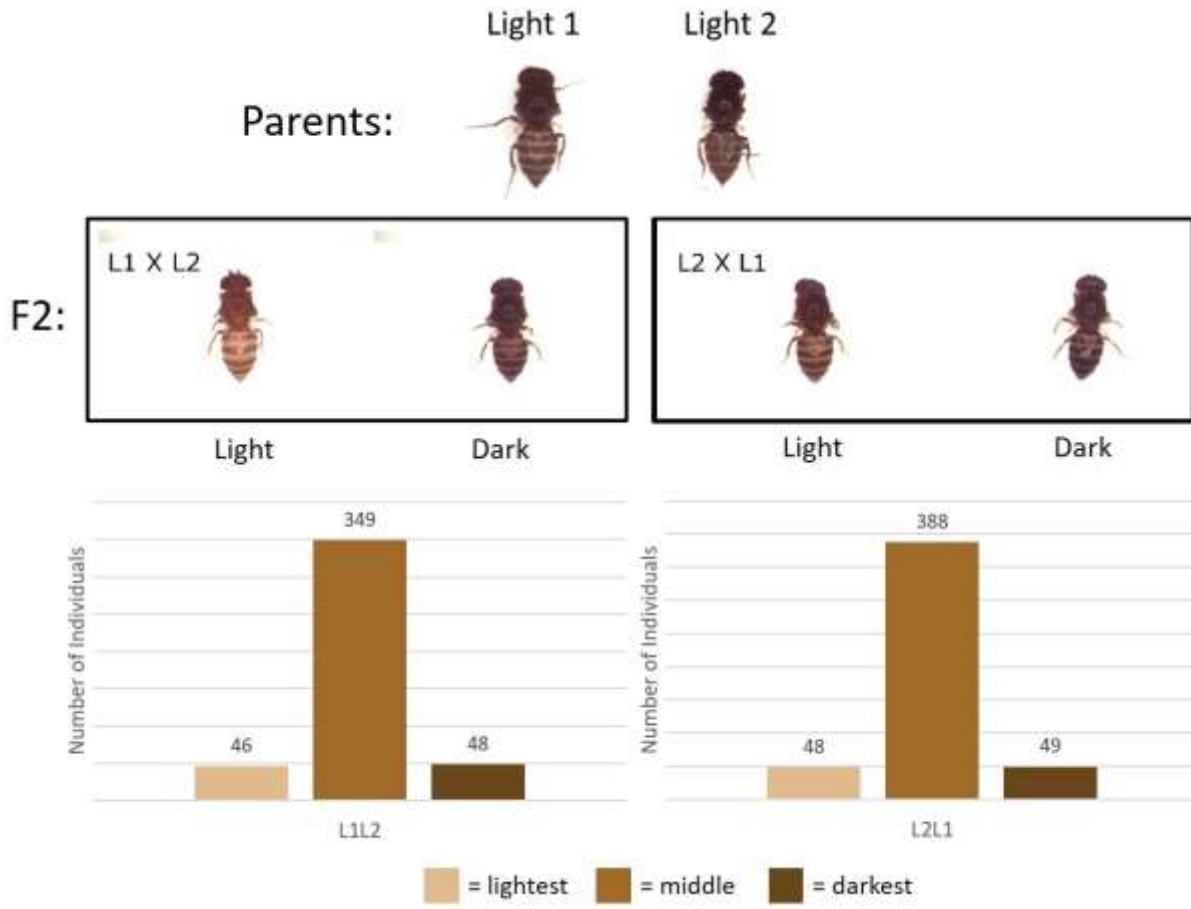 Light 1 Light 2
Parents:
F2:
L1 X L2
L2 X L1
Light Dark
Light Dark
Number of Individuals
46
349
48
L1L2
Number of Individuals
48
388
49
L2L1
= lightest = middle = darkest